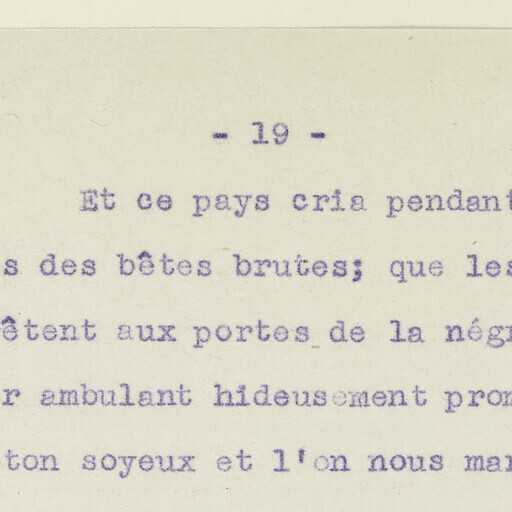 - 19 -
Et ce pays cria pendant
s des bêtes brutes; que les
êtent aux portes de la négr
r ambulant hideusement prom
ton soyeux et l'on nous mar